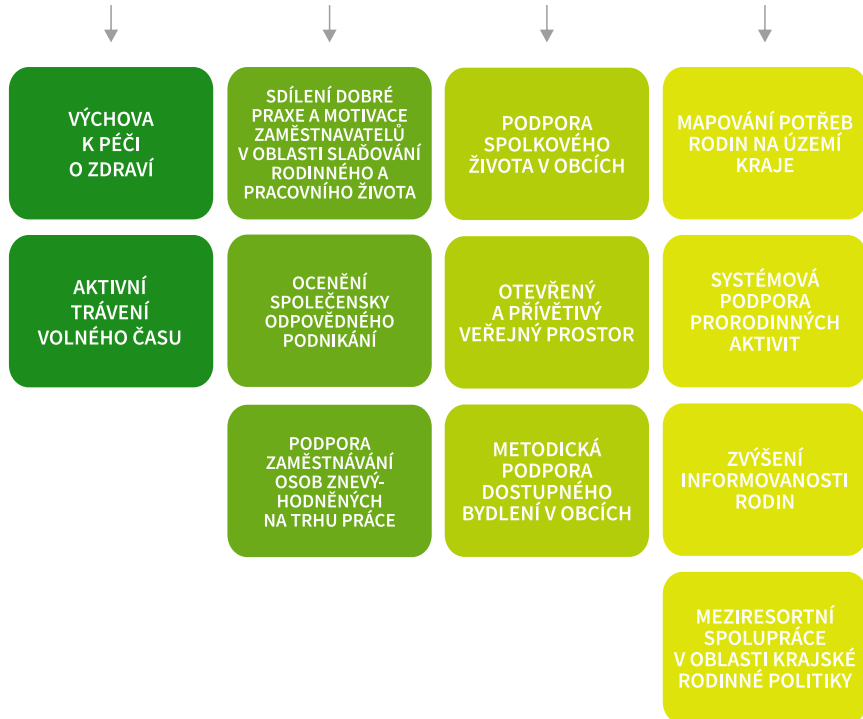 VÝCHOVA
K PÉČI
O ZDRAVÍ
AKTIVNÍ
TRÁVENÍ
VOLNÉHO ČASU
SDÍLENÍ DOBRÉ
PRAXE A MOTIVACE
ZAMĚSTNAVATELŮ
V OBLASTI SLAĎOVÁNÍ
RODINNÉHO A
PRACOVNÍHO ŽIVOTA
OCENĚNÍ
SPOLEČENSKY
ODPOVĚDNÉHO
PODNIKÁNÍ
PODPORA
ZAMĚSTNÁVÁNÍ
OSOB ZNEVÝ-
HODNĚNÝCH
NA TRHU PRÁCE
PODPORA
SPOLKOVÉHO
ŽIVOTA V OBCÍCH
OTEVŘENÝ
A PŘÍVĚTIVÝ
VEŘEJNÝ PROSTOR
METODICKÁ
PODPORA
DOSTUPNÉHO
BYDLENÍ V OBCÍCH
MAPOVÁNÍ POTŘEB
RODIN NA ÚZEMÍ
KRAJE
SYSTÉMOVÁ
PODPORA
PRORODINNÝCH
AKTIVIT
ZVÝŠENÍ
INFORMOVANOSTI
RODIN
MEZIRESORTNÍ
SPOLUPRÁCE
V OBLASTI KRAJSKÉ
RODINNÉ POLITIKY